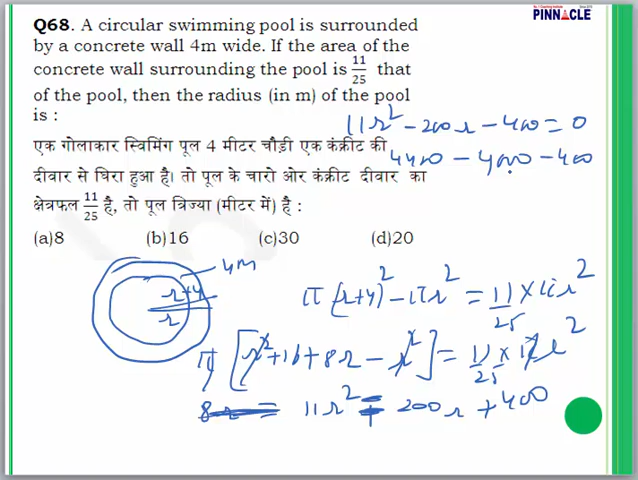 PINNACLE
Q68. A circular swimming pool is surrounded
by a concrete wall 4m wide. If the area of the
concrete wall surrounding the pool is 11/25 that
of the pool, then the radius (in m) of the pool
is :
11r² - 200r - 400 = 0
4400 - 4000 - 400
एक गोलाकार स्विमिंग पूल 4 मीटर चौड़ी एक कंक्रीट की
दीवार से घिरा हुआ है। तो पूल के चारो ओर कंक्रीट दीवार का
क्षेत्रफल 11/25 है, तो पूल त्रिज्या (मीटर में) है :
(a)8 (b)16 (c)30 (d)20
4m
r+4
r
π(r+4)² - πr² = 11/25 × πr²
π[r²+16+8r - r²] = 11/25 × πr²
8r = 11r² = 200r + 400